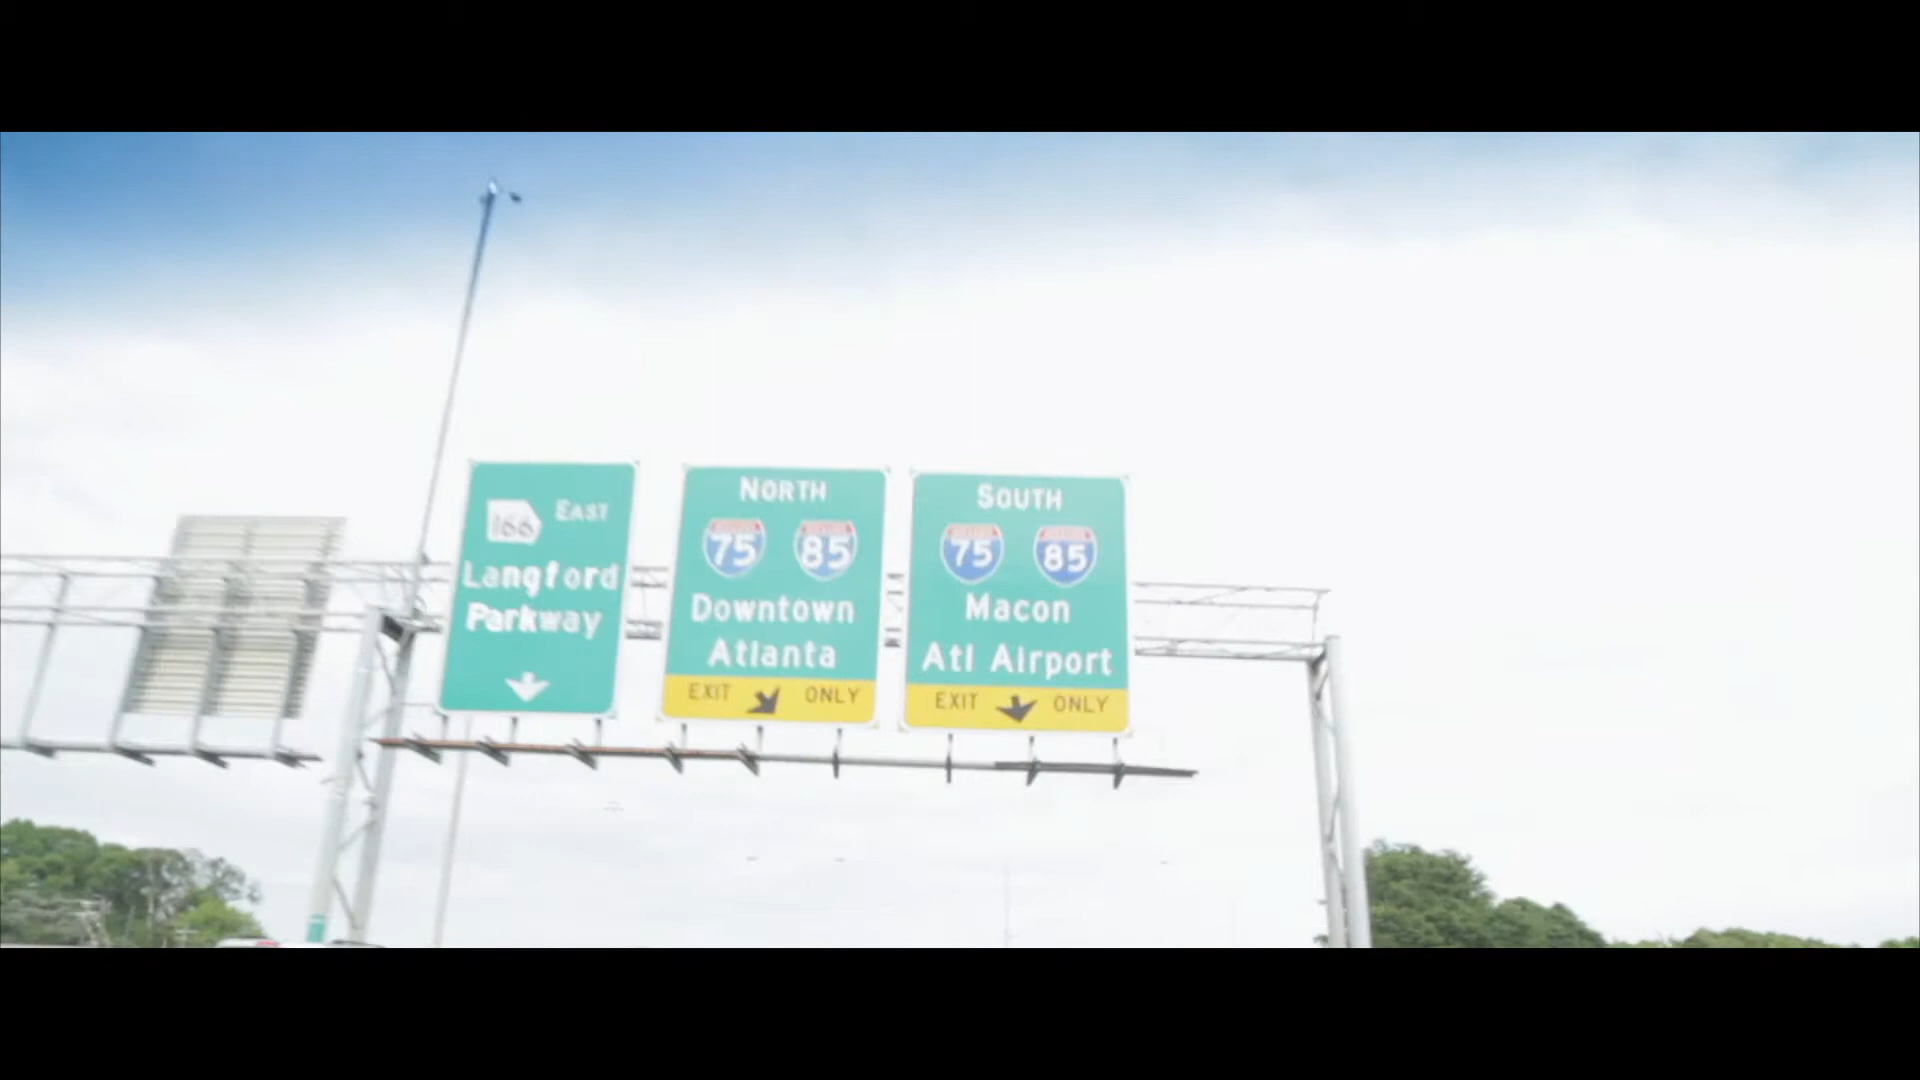 166 EAST
Langford
Parkway
NORTH
75 85
Downtown
Atlanta
EXIT ONLY
SOUTH
75 85
Macon
Atl Airport
EXIT ONLY